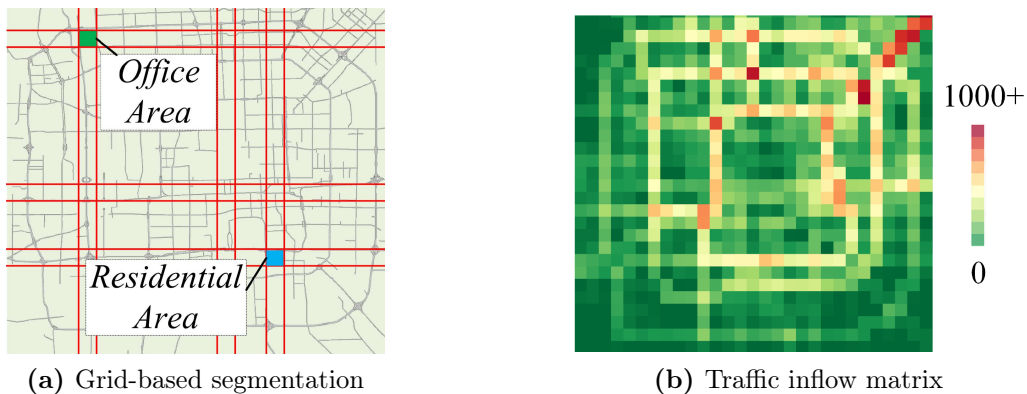 Office
Area
Residential
Area
1000+
0
(a) Grid-based segmentation
(b) Traffic inflow matrix